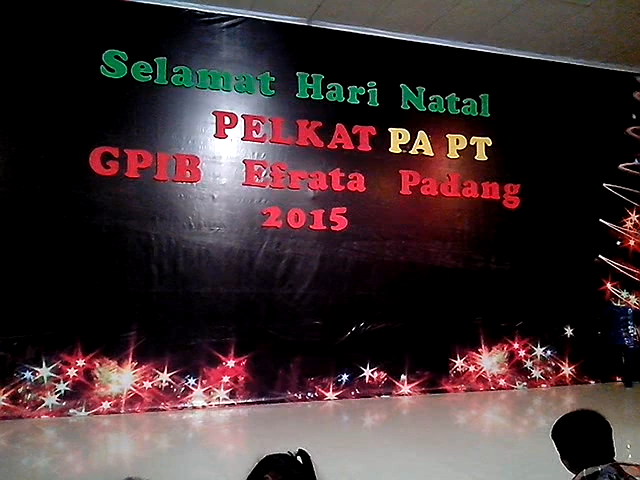 Selamat Hari Natal
PELKAT PA PT
GPIB Efrata Padang
2015